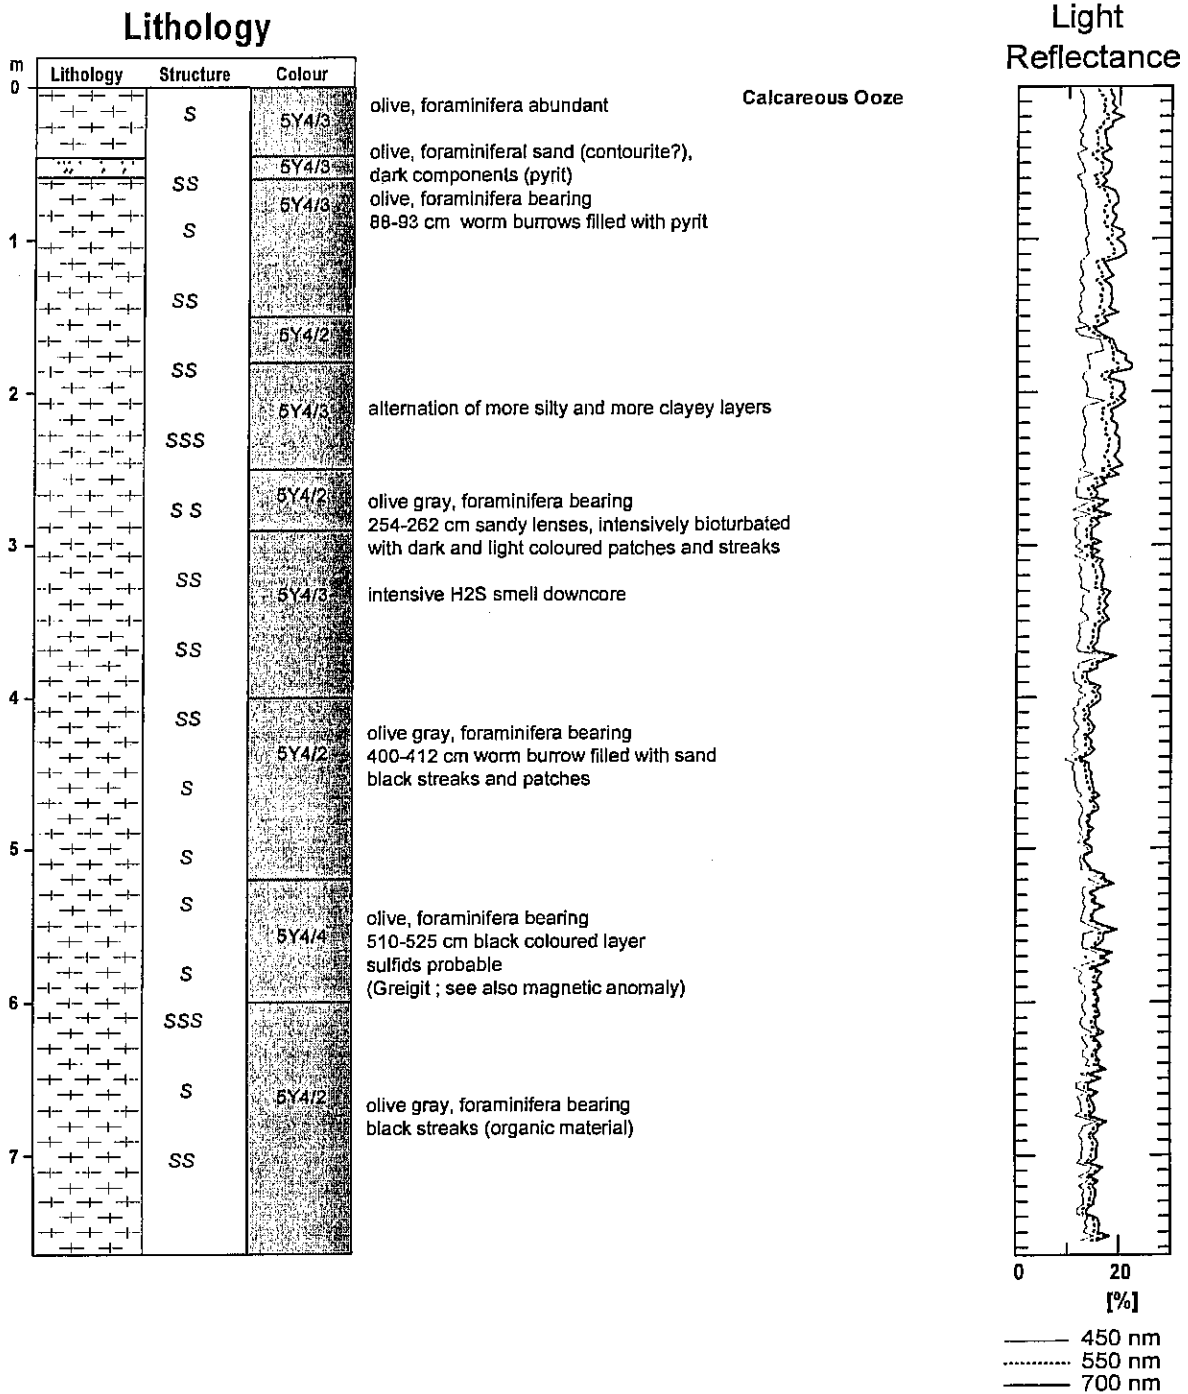 Lithology
Light
Reflectance
m
Lithology Structure Colour
0
S
5Y4/3
olive, foraminifera abundant
Calcareous Ooze
5Y4/3
olive, foraminiferal sand (contourite?),
dark components (pyrit)
SS
5Y4/3
olive, foraminifera bearing
88-93 cm worm burrows filled with pyrit
S
1
SS
5Y4/2
SS
2
5Y4/3
alternation of more silty and more clayey layers
SSS
5Y4/2
olive gray, foraminifera bearing
S S
254-262 cm sandy lenses, intensively bioturbated
with dark and light coloured patches and streaks
3
SS
5Y4/3
intensive H2S smell downcore
SS
4
SS
olive gray, foraminifera bearing
5Y4/2
400-412 cm worm burrow filled with sand
black streaks and patches
S
5
S
S
olive, foraminifera bearing
5Y4/4
510-525 cm black coloured layer
sulfids probable
S
(Greigit ; see also magnetic anomaly)
6
SSS
S
5Y4/2
olive gray, foraminifera bearing
black streaks (organic material)
7
SS
0 20
[%]
450 nm
550 nm
700 nm